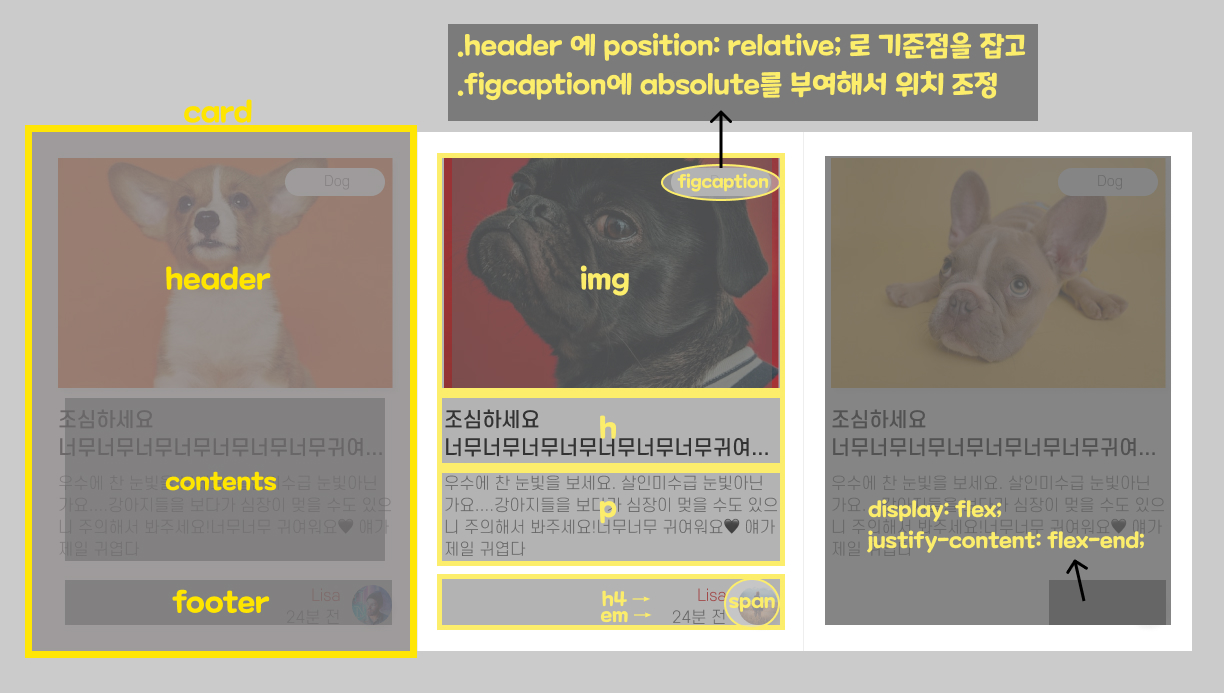 .header 에 position: relative; 로 기준점을 잡고
.figcaption에 absolute를 부여해서 위치 조정
card
Dog
header
조심하세요
너무너무너무너무너무너무너무귀여...
우수에 찬 눈빛을 보세요. 살인미수급 눈빛아닌
contents
가요....강아지들을 보다가 심장이 멎을 수도 있으
니 주의해서 봐주세요!너무너무 귀여워요🖤 얘가
제일 귀엽다
footer
Lisa
24분 전
figcaption
img
조심하세요
h
너무너무너무너무너무너무너무귀여...
우수에 찬 눈빛을 보세요. 살인미수급 눈빛아닌
가요....강아지들을 보다가 심장이 멎을 수도 있으
p
니 주의해서 봐주세요!너무너무 귀여워요🖤 얘가
제일 귀엽다
h4 → Lisa
span
em → 24분 전
Dog
조심하세요
너무너무너무너무너무너무너무귀여...
우수에 찬 눈빛을 보세요. 살인미수급 눈빛아닌
가요....강아지들을 보다가 심장이 멎을 수도 있으
display: flex;
니 주의해서 봐주세요!너무너무 귀여워요🖤 얘가
justify-content: flex-end;
제일 귀엽다